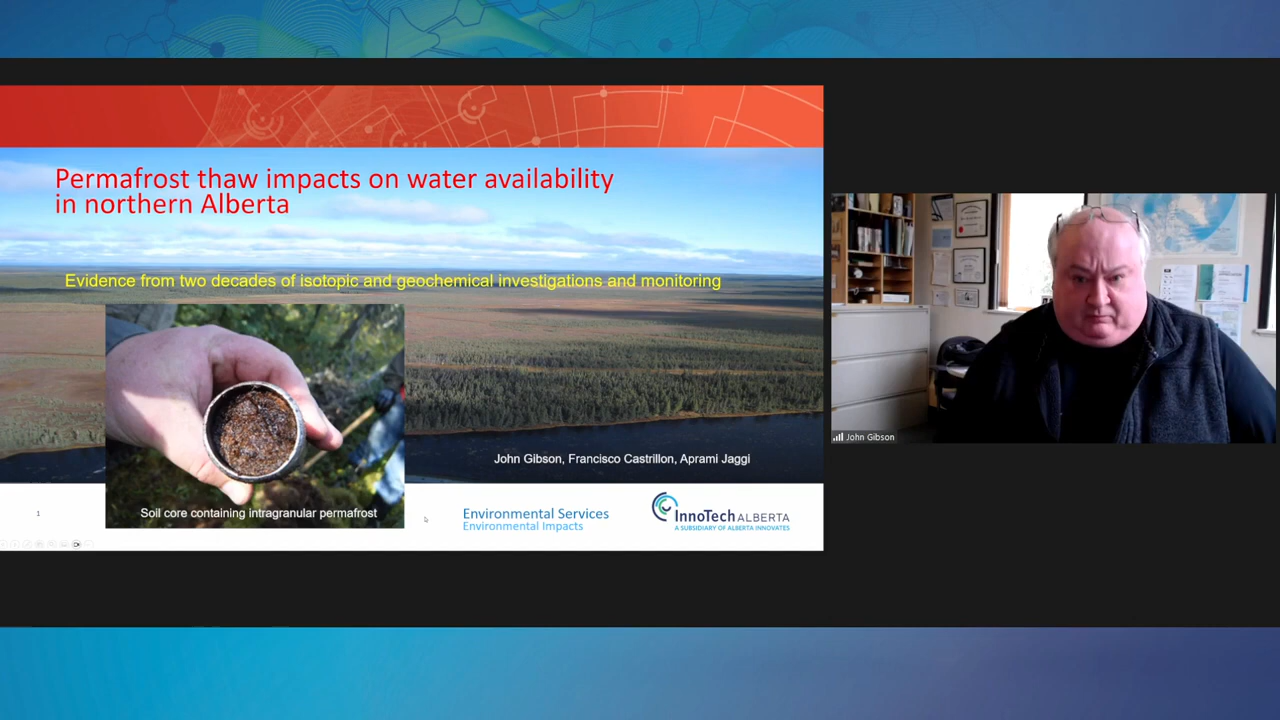 Permafrost thaw impacts on water availability
in northern Alberta
Evidence from two decades of isotopic and geochemical investigations and monitoring
John Gibson, Francisco Castrillon, Aprami Jaggi
Soil core containing intragranular permafrost
1
Environmental Services
Environmental Impacts
InnoTech ALBERTA
A SUBSIDIARY OF ALBERTA INNOVATES
John Gibson